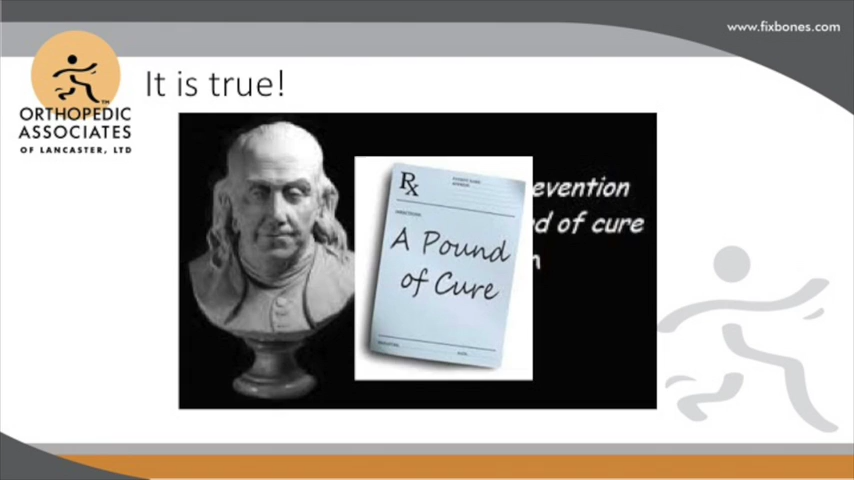 www.fixbones.com
It is true!
ORTHOPEDIC
ASSOCIATES
OF LANCASTER, LTD
evention
d of cure
n
Rx
A Pound
of Cure